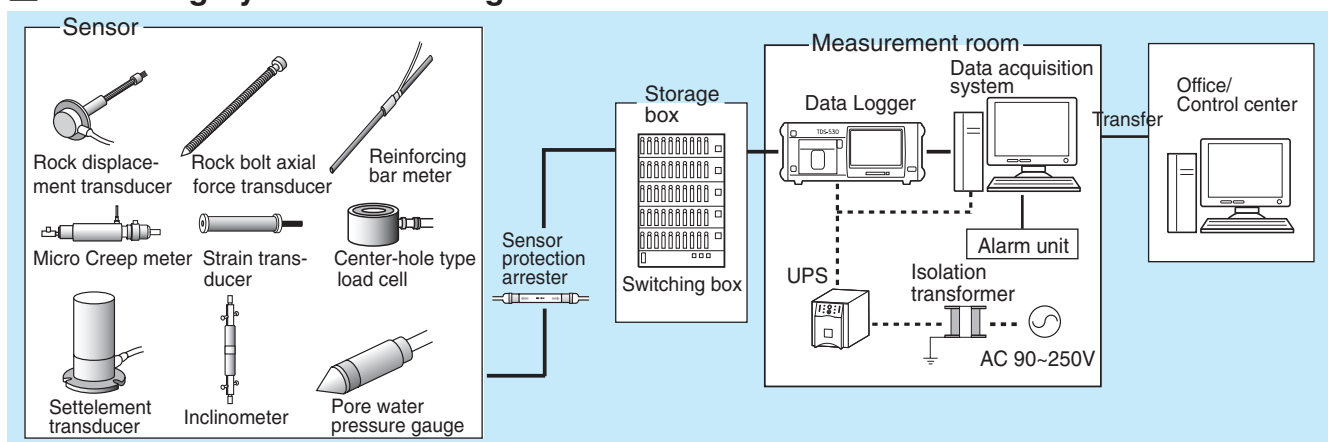 Sensor
Rock displace-
ment transducer
Rock bolt axial
force transducer
Reinforcing
bar meter
Micro Creep meter
Strain trans-
ducer
Center-hole type
load cell
Settelement
transducer
Inclinometer
Pore water
pressure gauge
Sensor
protection
arrester
Storage
box
Switching box
Measurement room
Data Logger
TDS-530
Data acquisition
system
Alarm unit
UPS
Isolation
transformer
AC 90~250V
Transfer
Office/
Control center